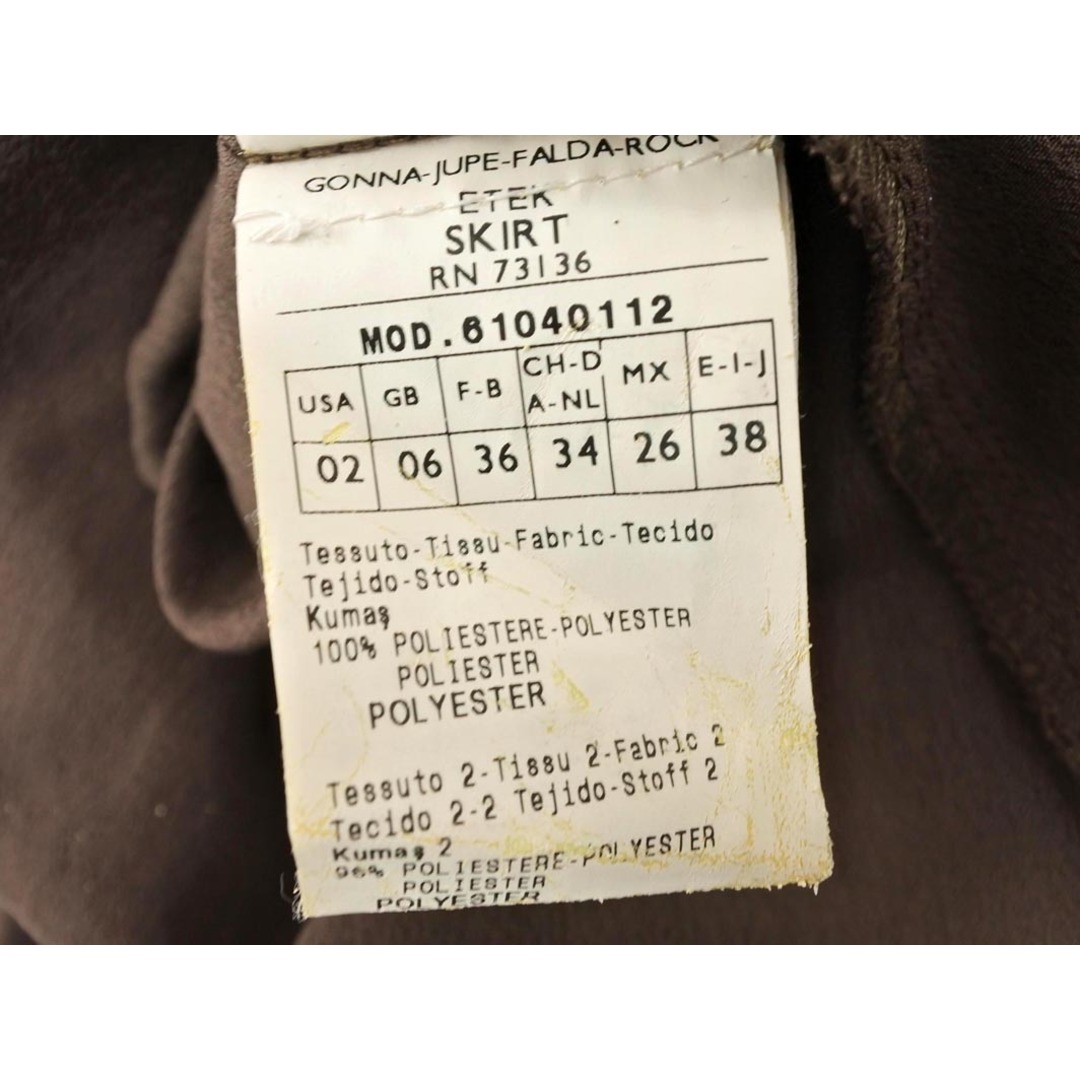 GONNA-JUPE-FALDA-ROCK
ETEK
SKIRT
RN 73136
MOD.61040112
USA GB F-B CH-D A-NL MX E-I-J
02 06 36 34 26 38
Tessuto-Tissu-Fabric-Tecido
Tejido-Stoff
Kumaş
100% POLIESTERE-POLYESTER
POLIESTER
POLYESTER
Tessuto 2-Tissu 2-Fabric 2
Tecido 2-2 Tejido-Stoff 2
Kumaş 2
96% POLIESTERE-POLYESTER
POLIESTER
POLYESTER